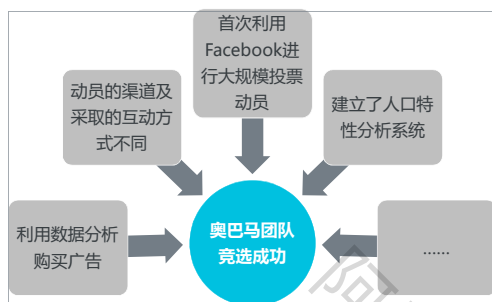 首次利用
Facebook进
行大规模投票
动员
动员的渠道及
采取的互动方
式不同
建立了人口特
性分析系统
利用数据分析
购买广告
奥巴马团队
竞选成功
......
阿